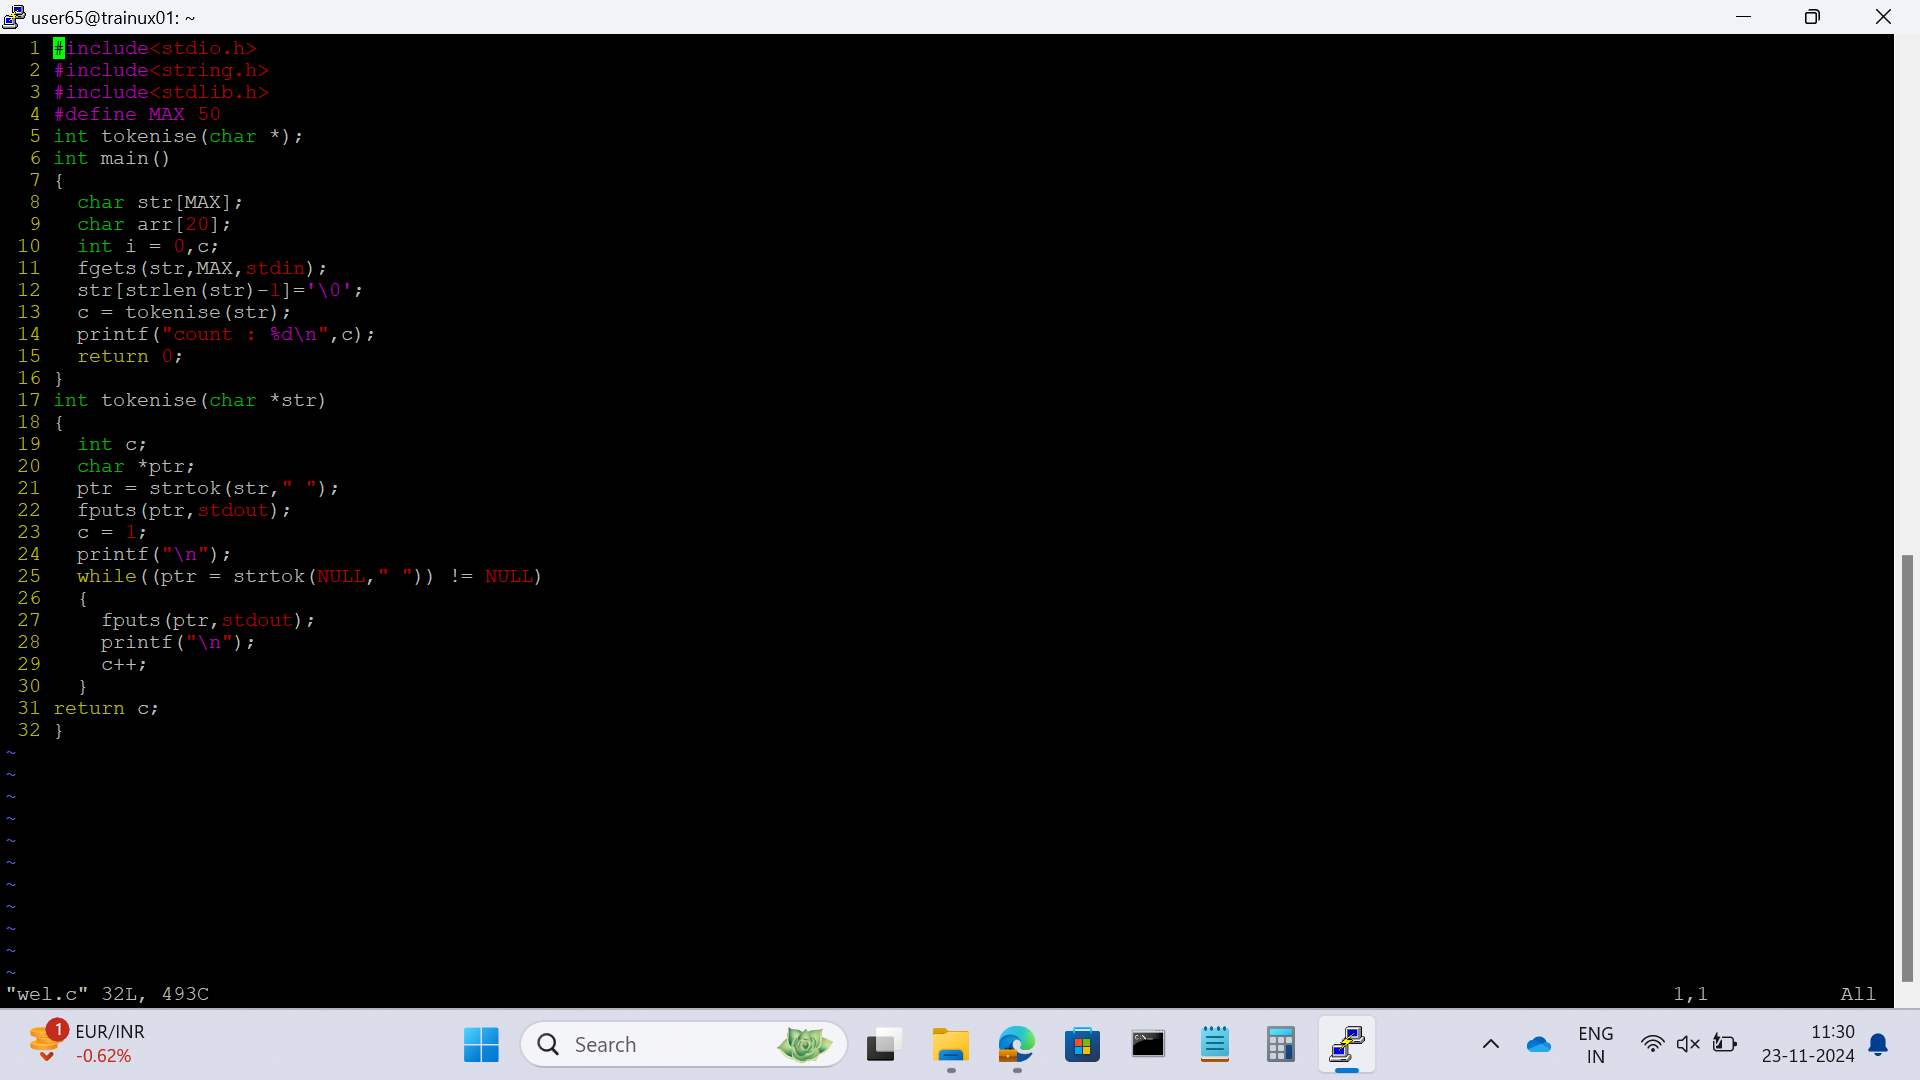 user65@trainux01: ~
1 #include<stdio.h>
2 #include<string.h>
3 #include<stdlib.h>
4 #define MAX 50
5 int tokenise(char *);
6 int main()
7 {
8   char str[MAX];
9   char arr[20];
10   int i = 0,c;
11   fgets(str,MAX,stdin);
12   str[strlen(str)-1]='\0';
13   c = tokenise(str);
14   printf("count : %d\n",c);
15   return 0;
16 }
17 int tokenise(char *str)
18 {
19   int c;
20   char *ptr;
21   ptr = strtok(str," ");
22   fputs(ptr,stdout);
23   c = 1;
24   printf("\n");
25   while((ptr = strtok(NULL," ")) != NULL)
26   {
27     fputs(ptr,stdout);
28     printf("\n");
29     c++;
30   }
31 return c;
32 }
~
~
~
~
~
~
~
~
~
~
~
"wel.c" 32L, 493C 1,1 All
1 EUR/INR
-0.62%
Search
C:\_
ENG
IN
11:30
23-11-2024